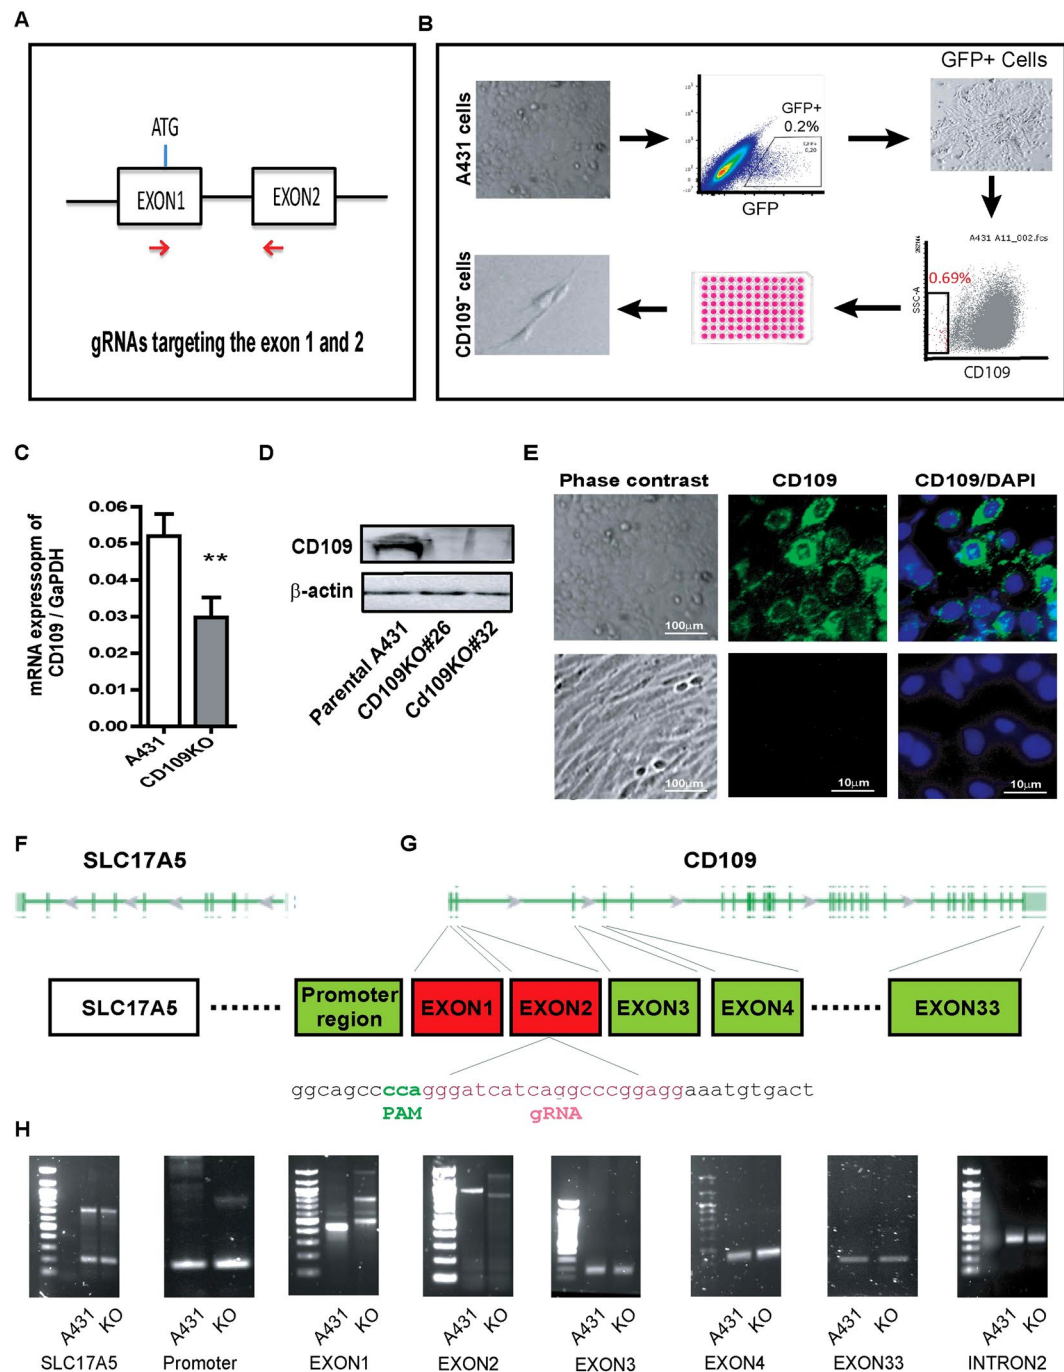 A
ATG
EXON1
EXON2
gRNAs targeting the exon 1 and 2
B
GFP+ Cells
A431 cells
GFP+
0.2%
GFP
A431 A11_002.fcs
0.69%
SSC-A
CD109
CD109⁻ cells
C
mRNA expressopm of
CD109 / GaPDH
0.06
0.05
0.04
0.03
0.02
0.01
0.00
**
A431
CD109KO
D
CD109
β-actin
Parental A431
CD109KO#26
Cd109KO#32
E
Phase contrast
CD109
CD109/DAPI
100µm
100µm
10µm
10µm
F
SLC17A5
G
CD109
SLC17A5
Promoter
region
EXON1
EXON2
EXON3
EXON4
EXON33
ggcagcccccagggatcatcaggcccggaggaaatgtgact
PAM
gRNA
H
A431 KO
SLC17A5
A431 KO
Promoter
A431 KO
EXON1
A431 KO
EXON2
A431 KO
EXON3
A431 KO
EXON4
A431 KO
EXON33
A431 KO
INTRON2